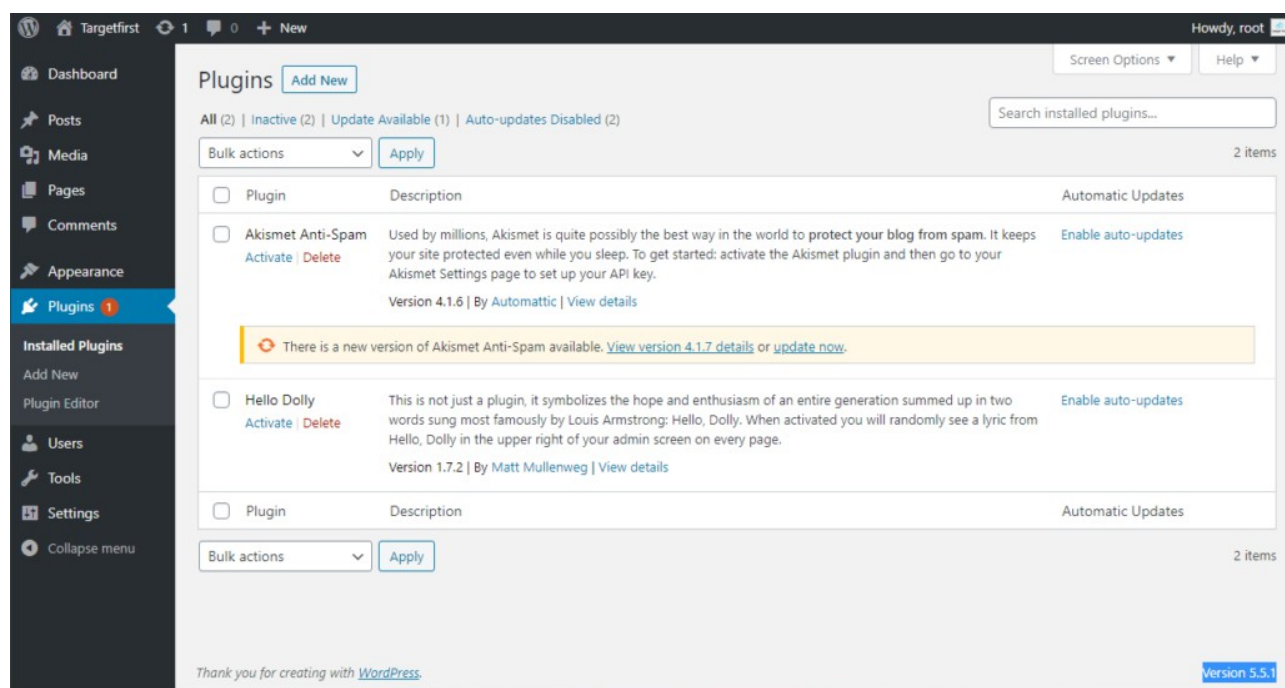 Targetfirst 1 0 New
Howdy, root
Dashboard
Posts
Media
Pages
Comments
Appearance
Plugins 1
Installed Plugins
Add New
Plugin Editor
Users
Tools
Settings
Collapse menu
Screen Options Help
Plugins Add New
All (2) | Inactive (2) | Update Available (1) | Auto-updates Disabled (2)
Search installed plugins...
Bulk actions Apply
2 items
Plugin Description Automatic Updates
Akismet Anti-Spam
Activate | Delete
Used by millions, Akismet is quite possibly the best way in the world to protect your blog from spam. It keeps
your site protected even while you sleep. To get started: activate the Akismet plugin and then go to your
Akismet Settings page to set up your API key.
Version 4.1.6 | By Automattic | View details
Enable auto-updates
There is a new version of Akismet Anti-Spam available. View version 4.1.7 details or update now.
Hello Dolly
Activate | Delete
This is not just a plugin, it symbolizes the hope and enthusiasm of an entire generation summed up in two
words sung most famously by Louis Armstrong: Hello, Dolly. When activated you will randomly see a lyric from
Hello, Dolly in the upper right of your admin screen on every page.
Version 1.7.2 | By Matt Mullenweg | View details
Enable auto-updates
Plugin Description Automatic Updates
Bulk actions Apply
2 items
Thank you for creating with WordPress.
Version 5.5.1